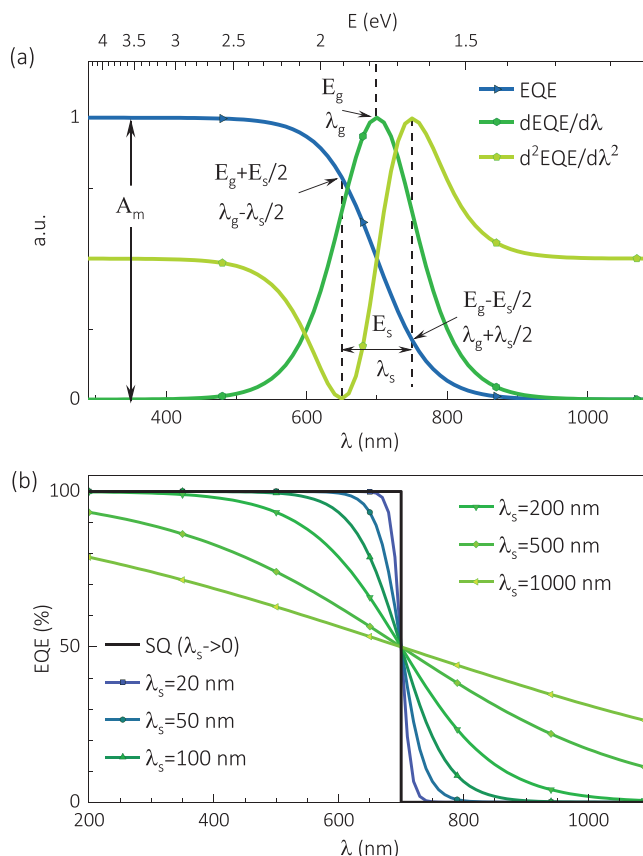 E (eV)
4 3.5 3 2.5 2 1.5
(a)
E_g
λ_g
EQE
dEQE/dλ
d²EQE/dλ²
1
E_g+E_s/2
λ_g-λ_s/2
A_m
a.u.
E_g-E_s/2
λ_g+λ_s/2
E_s
λ_s
0
400 600 800 1000
λ (nm)
(b)
100
λ_s=200 nm
λ_s=500 nm
λ_s=1000 nm
EQE (%)
50
SQ (λ_s->0)
λ_s=20 nm
λ_s=50 nm
λ_s=100 nm
0
200 400 600 800 1000
λ (nm)